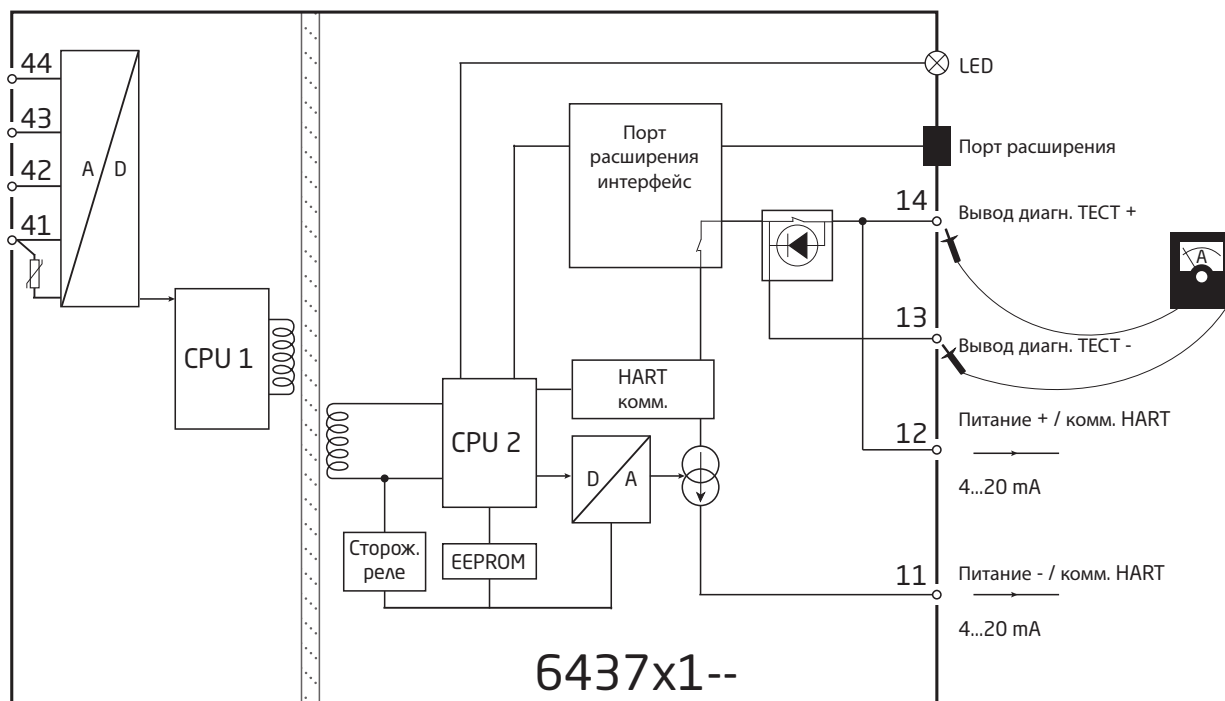 44
43
42
41
A
D
CPU 1
LED
Порт
расширения
интерфейс
Порт расширения
14
Вывод диагн. ТЕСТ +
A
13
Вывод диагн. ТЕСТ -
HART
комм.
CPU 2
12
Питание + / комм. HART
4...20 mA
D
A
Сторож.
реле
EEPROM
11
Питание - / комм. HART
4...20 mA
6437x1--